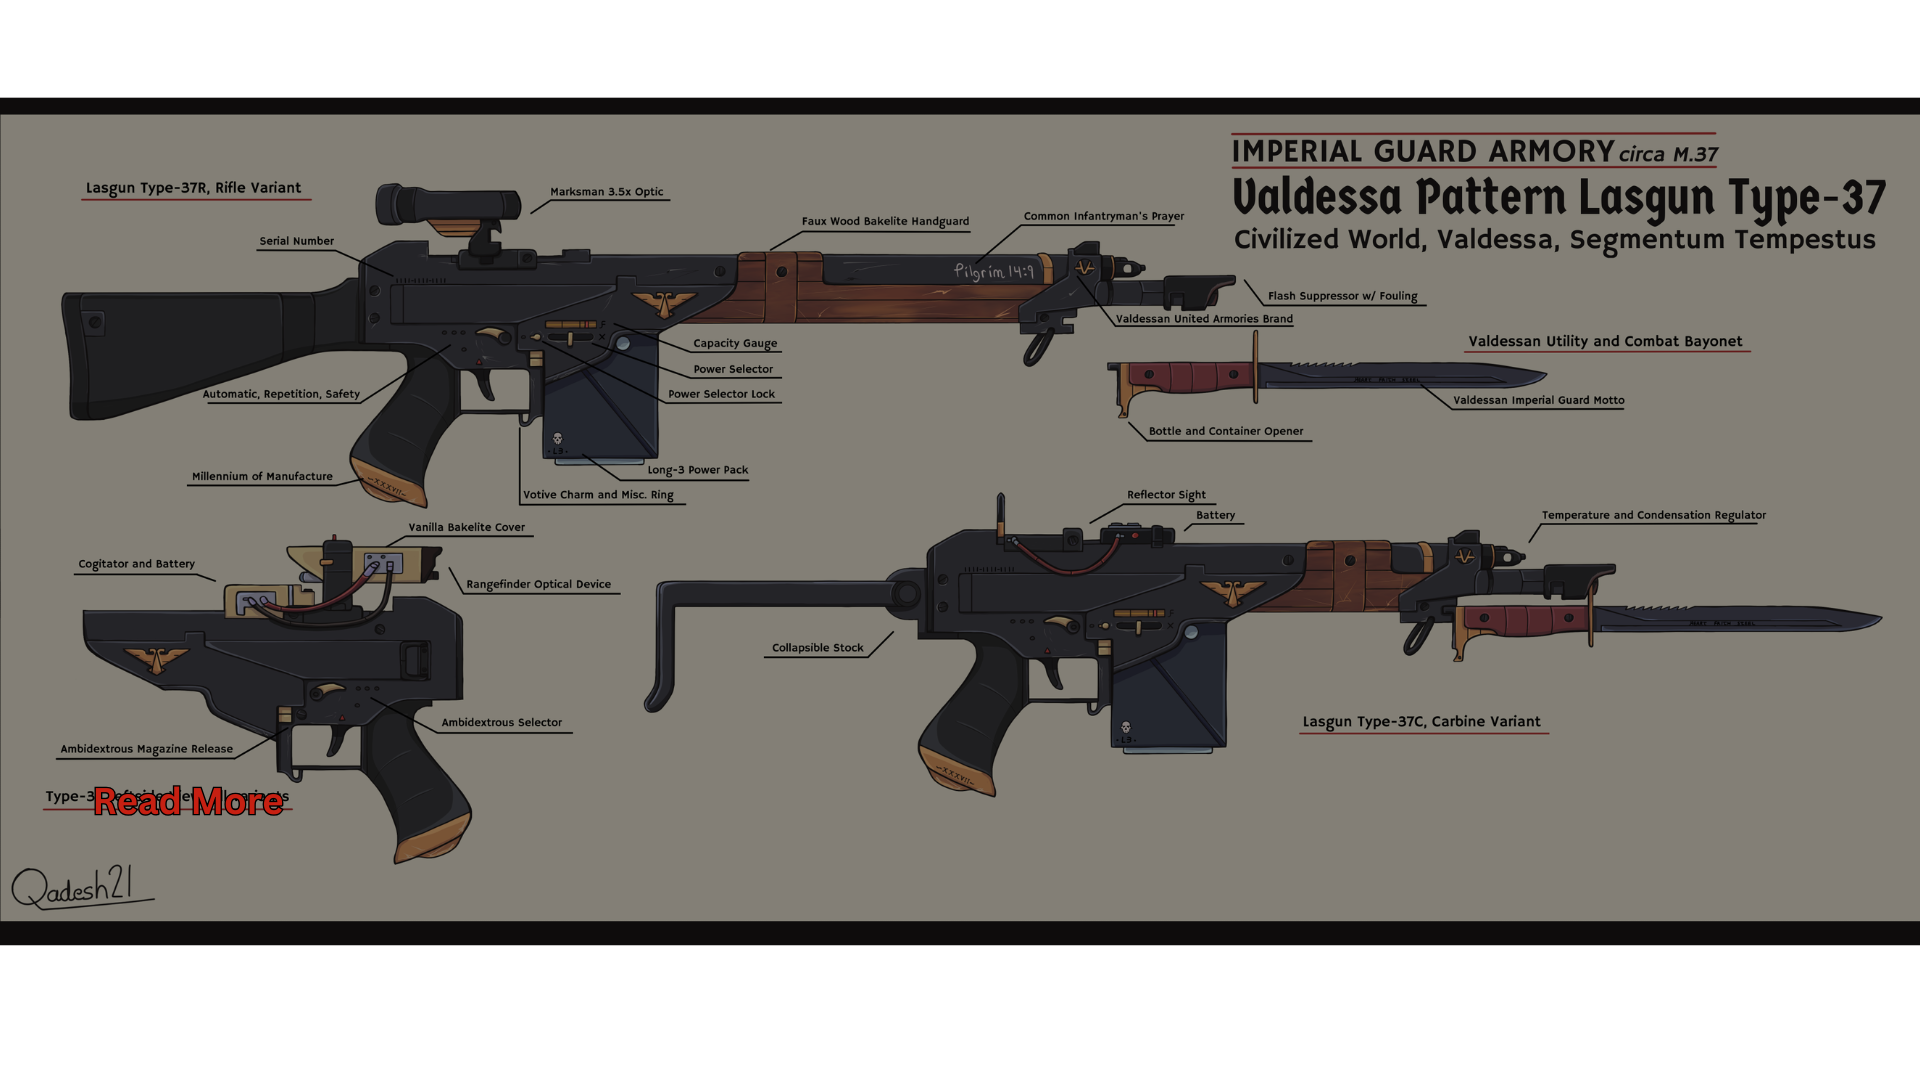 IMPERIAL GUARD ARMORY circa M.37
Valdessa Pattern Lasgun Type-37
Civilized World, Valdessa, Segmentum Tempestus
Lasgun Type-37R, Rifle Variant
Marksman 3.5x Optic
Serial Number
Faux Wood Bakelite Handguard
Common Infantryman's Prayer
Pilgrim 14:9
Flash Suppressor w/ Fouling
Valdessan United Armories Brand
Capacity Gauge
Power Selector
Power Selector Lock
Automatic, Repetition, Safety
Millennium of Manufacture
-XXXVII-
F
X
-L3-
Long-3 Power Pack
Votive Charm and Misc. Ring
Valdessan Utility and Combat Bayonet
Valdessan Imperial Guard Motto
Bottle and Container Opener
Vanilla Bakelite Cover
Cogitator and Battery
Rangefinder Optical Device
Ambidextrous Selector
Ambidextrous Magazine Release
Read More
Reflector Sight
Battery
Temperature and Condensation Regulator
Collapsible Stock
F
X
-L3-
-XXXVII-
Lasgun Type-37C, Carbine Variant
Qadesh21